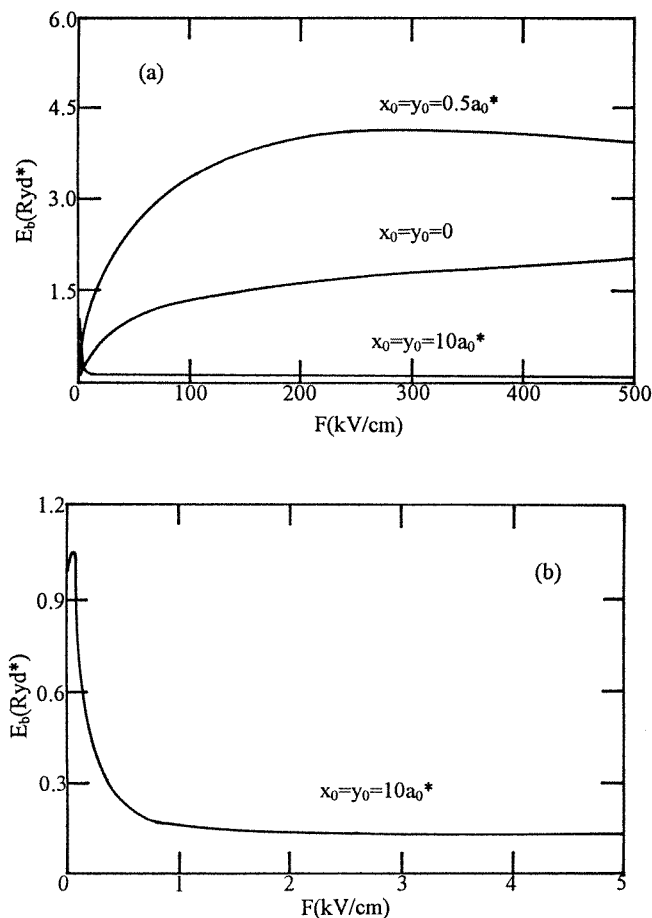 6.0
(a)
x₀=y₀=0.5a₀*
4.5
E_b(Ryd*)
3.0
x₀=y₀=0
1.5
x₀=y₀=10a₀*
0 100 200 300 400 500
F(kV/cm)
1.2
(b)
0.9
E_b(Ryd*)
0.6
x₀=y₀=10a₀*
0.3
0 1 2 3 4 5
F(kV/cm)